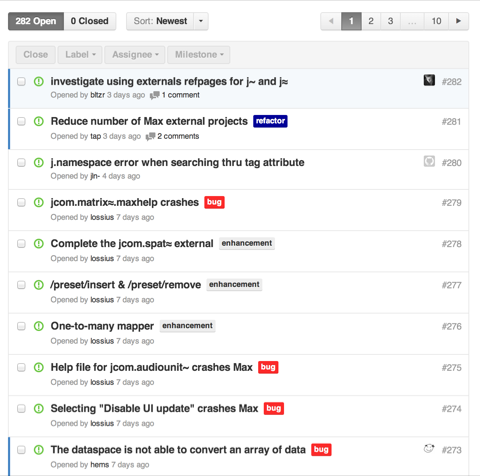 282 Open 0 Closed Sort: Newest 1 2 3 ... 10
Close Label Assignee Milestone
investigate using externals refpages for j~ and j≈ #282
Opened by bltzr 3 days ago 1 comment
Reduce number of Max external projects refactor #281
Opened by tap 3 days ago 2 comments
j.namespace error when searching thru tag attribute #280
Opened by jln- 4 days ago
jcom.matrix≈.maxhelp crashes bug #279
Opened by lossius 7 days ago
Complete the jcom.spat≈ external enhancement #278
Opened by lossius 7 days ago
/preset/insert & /preset/remove enhancement #277
Opened by lossius 7 days ago
One-to-many mapper enhancement #276
Opened by lossius 7 days ago
Help file for jcom.audiounit~ crashes Max bug #275
Opened by lossius 7 days ago
Selecting "Disable UI update" crashes Max bug #274
Opened by lossius 7 days ago
The dataspace is not able to convert an array of data bug #273
Opened by hems 7 days ago